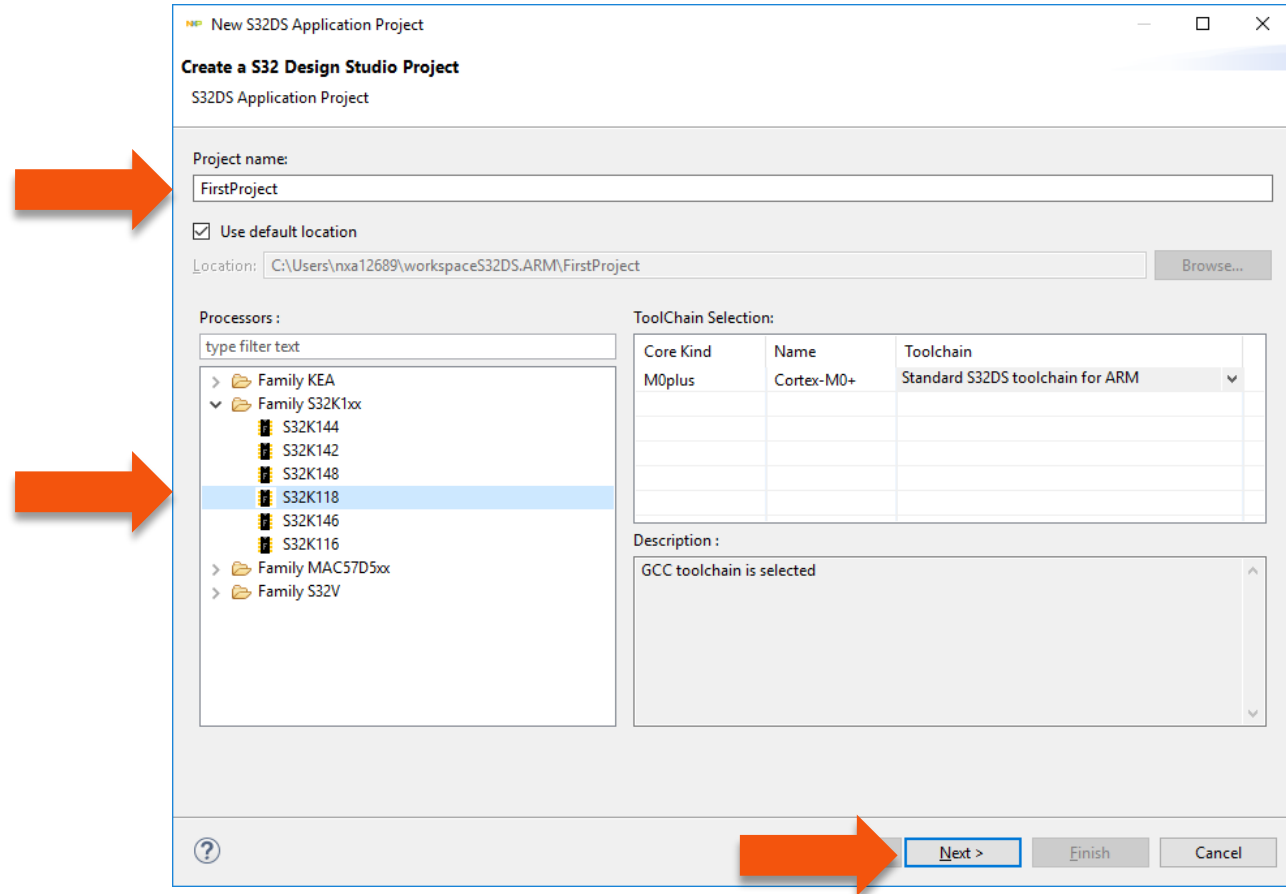 NXP New S32DS Application Project
Create a S32 Design Studio Project
S32DS Application Project
Project name:
FirstProject
Use default location
Location: C:\Users\nxa12689\workspaceS32DS.ARM\FirstProject Browse...
Processors :
type filter text
Family KEA
Family S32K1xx
S32K144
S32K142
S32K148
S32K118
S32K146
S32K116
Family MAC57D5xx
Family S32V
ToolChain Selection:
Core Kind Name Toolchain
M0plus Cortex-M0+ Standard S32DS toolchain for ARM
Description :
GCC toolchain is selected
? Next > Finish Cancel